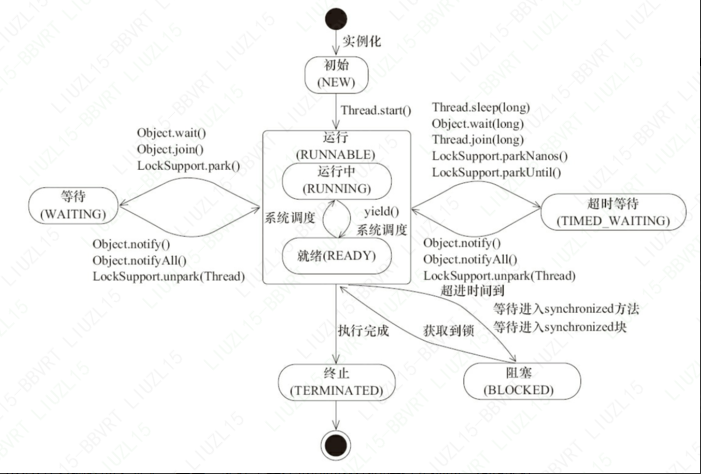 实例化
初始
(NEW)
Thread.start()
Object.wait()
Object.join()
LockSupport.park()
Thread.sleep(long)
Object.wait(long)
Thread.join(long)
LockSupport.parkNanos()
LockSupport.parkUntil()
运行
(RUNNABLE)
运行中
(RUNNING)
等待
(WAITING)
系统调度
yield()
系统调度
超时等待
(TIMED_WAITING)
就绪(READY)
Object.notify()
Object.notifyAll()
LockSupport.unpark(Thread)
Object.notify()
Object.notifyAll()
LockSupport.unpark(Thread)
超进时间到
等待进入synchronized方法
等待进入synchronized块
执行完成
获取到锁
终止
(TERMINATED)
阻塞
(BLOCKED)
LIUZL15-BBVRT